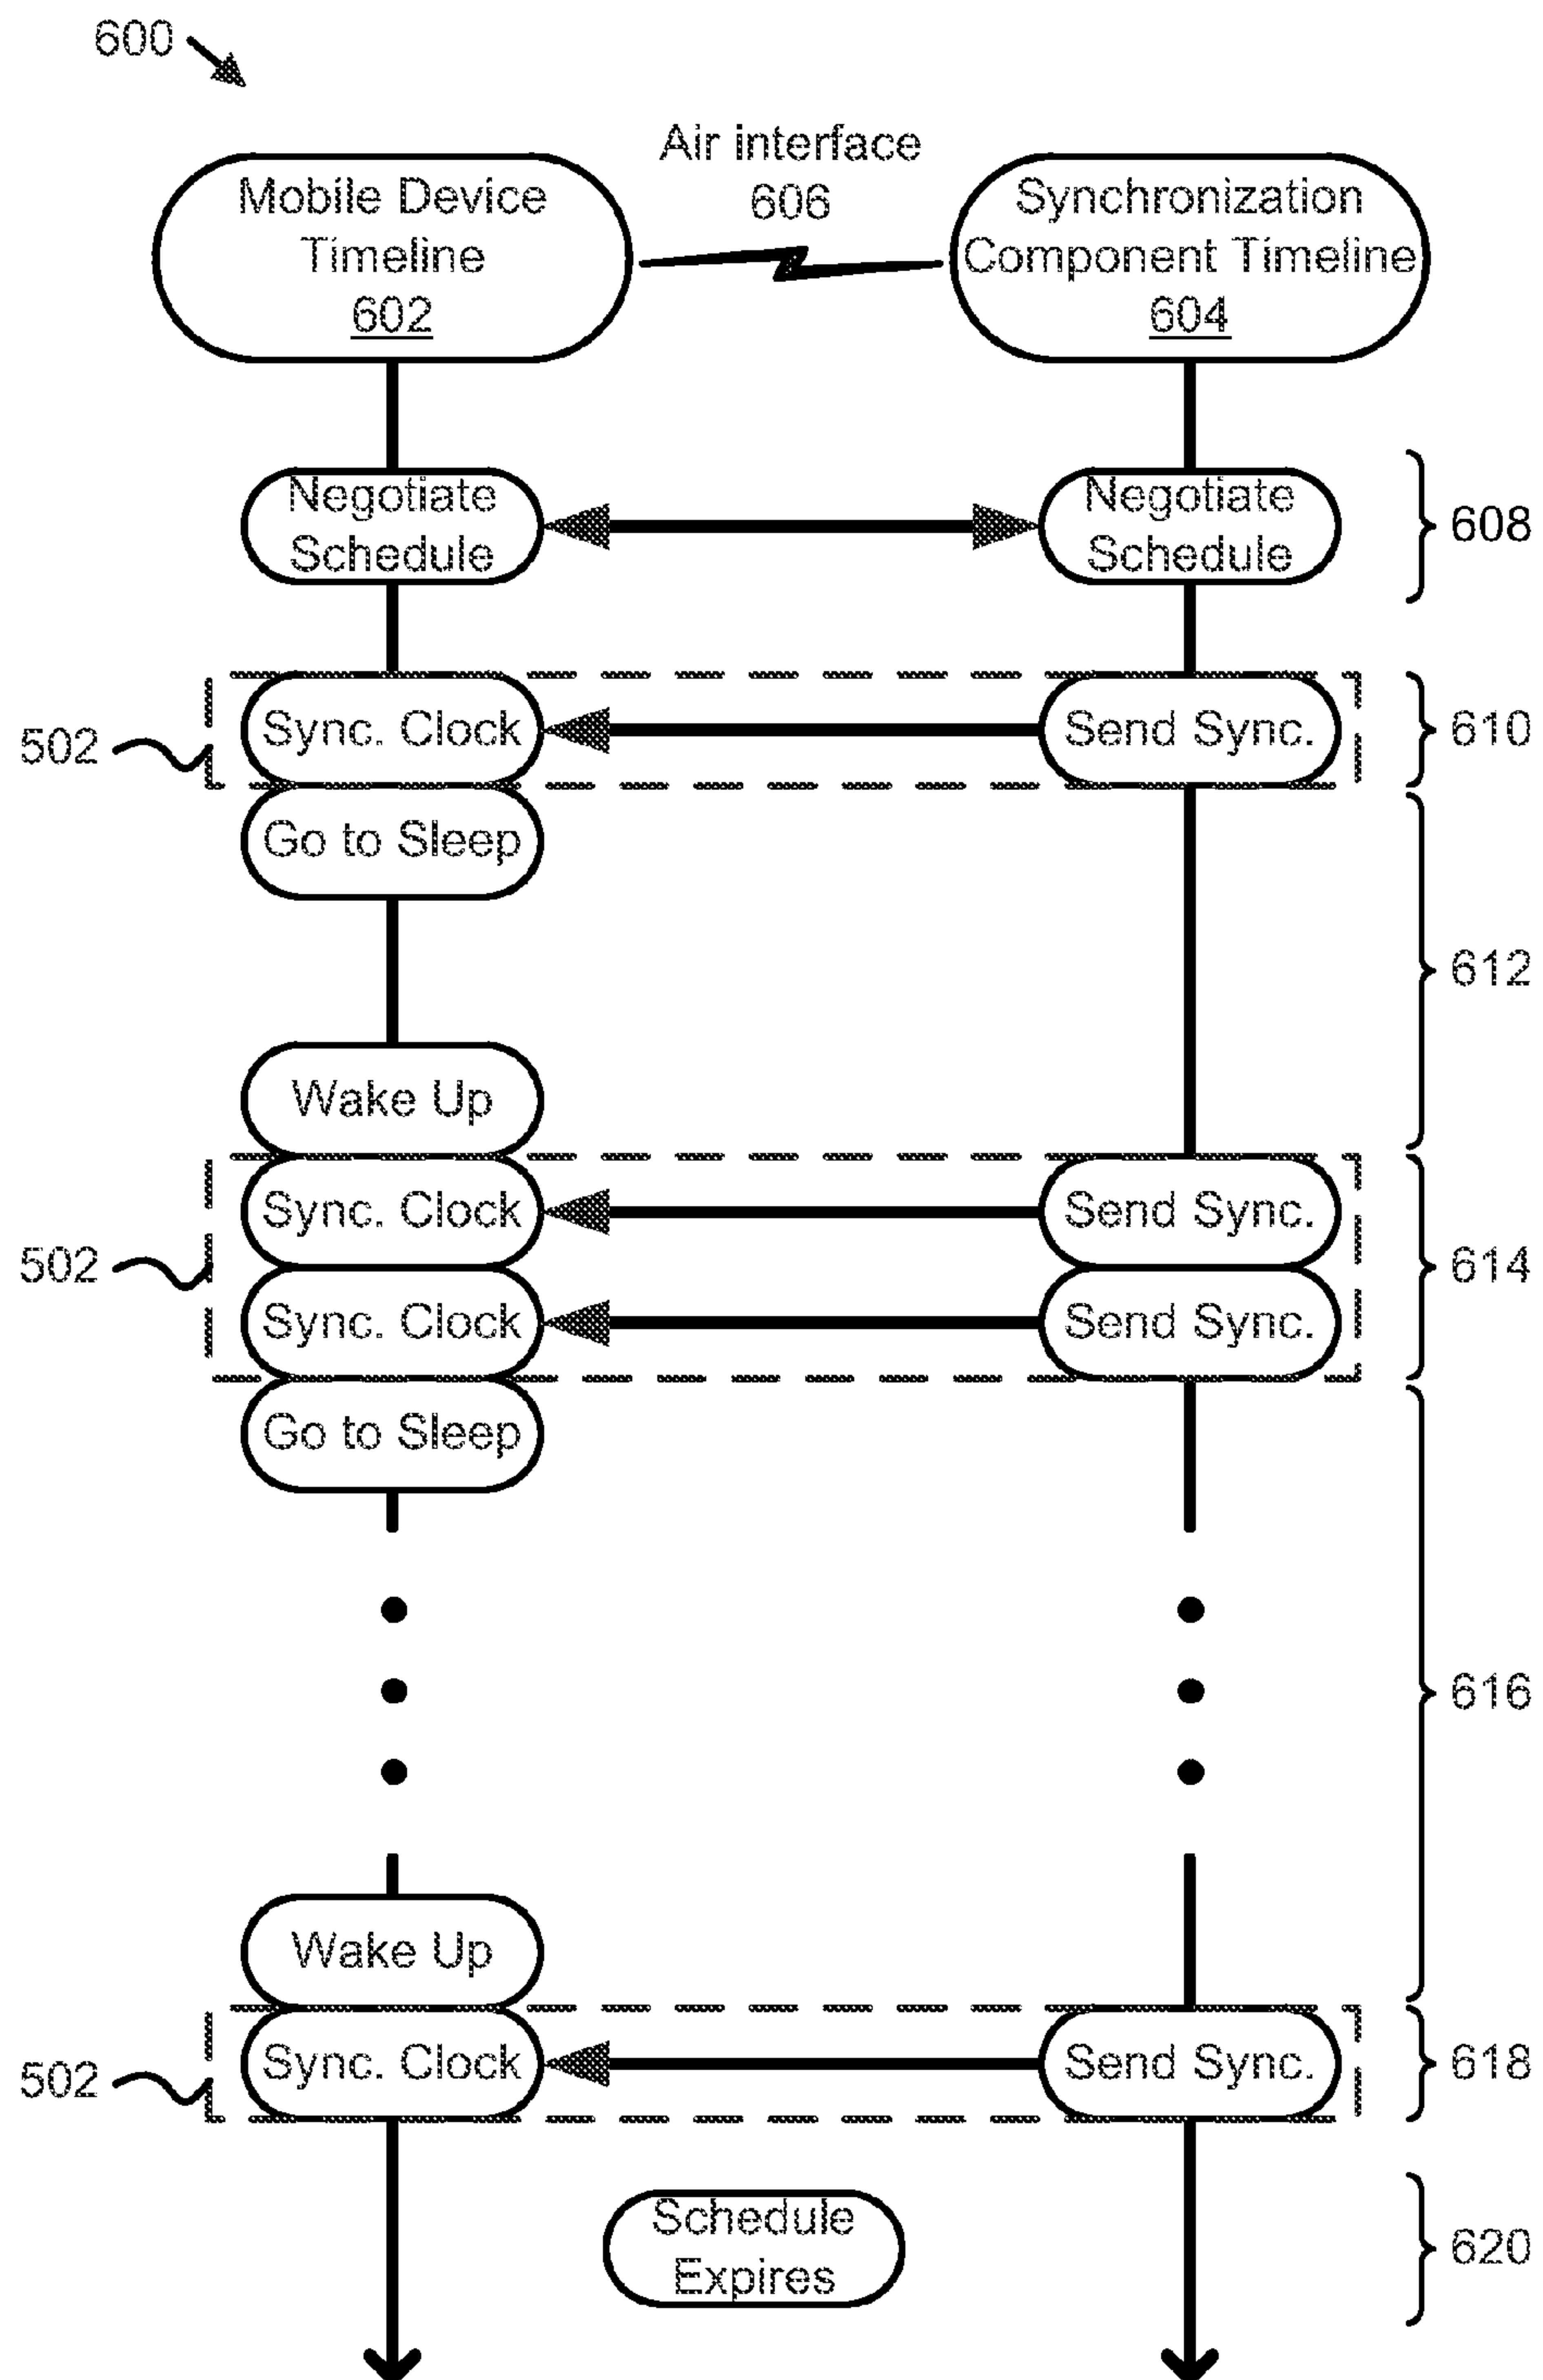 600
Air interface
606
Mobile Device
Timeline
602
Synchronization
Component Timeline
604
Negotiate
Schedule
Negotiate
Schedule
608
502
Sync. Clock
Send Sync.
610
Go to Sleep
612
Wake Up
502
Sync. Clock
Send Sync.
614
Sync. Clock
Send Sync.
Go to Sleep
616
Wake Up
502
Sync. Clock
Send Sync.
618
Schedule
Expires
620